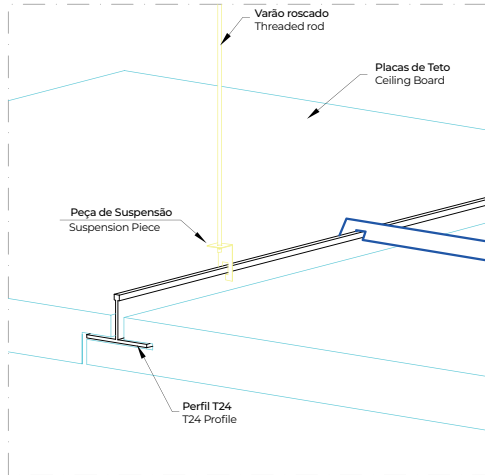 Varão roscado
Threaded rod
Placas de Teto
Ceiling Board
Peça de Suspensão
Suspension Piece
Perfil T24
T24 Profile